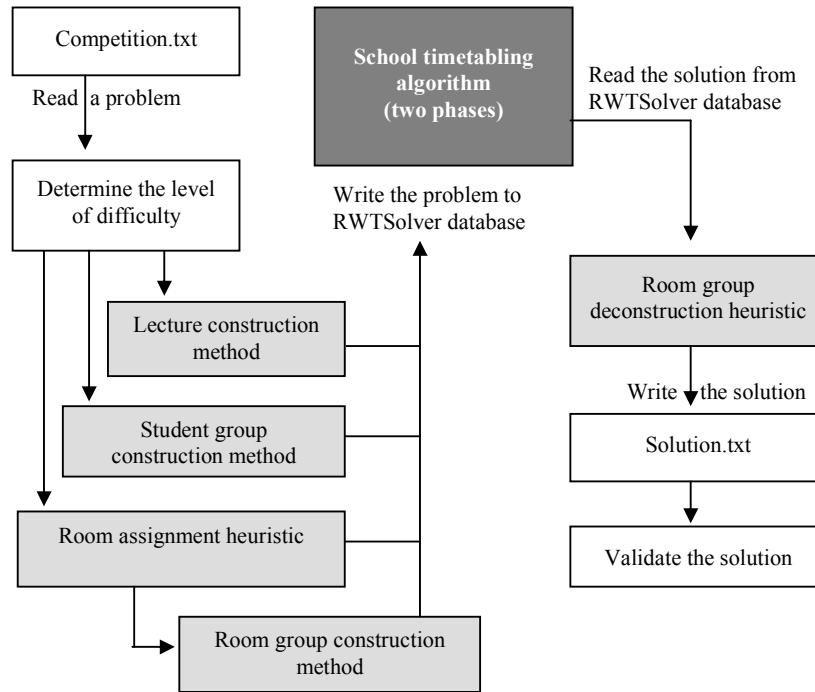 Competition.txt
Read a problem
Determine the level
of difficulty
Lecture construction
method
Student group
construction method
Room assignment heuristic
Room group construction
method
Write the problem to
RWTSolver database
School timetabling
algorithm
(two phases)
Read the solution from
RWTSolver database
Room group
deconstruction heuristic
Write the solution
Solution.txt
Validate the solution